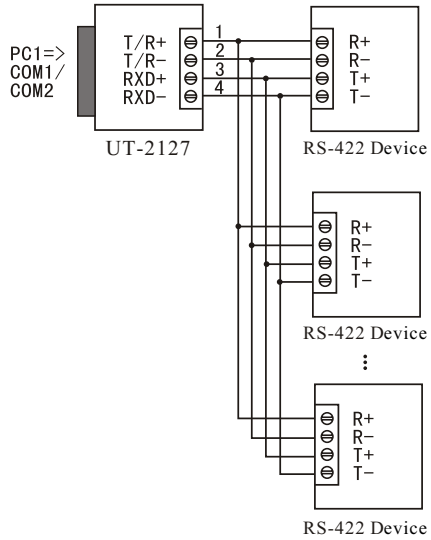 PC1=>
COM1/
COM2
T/R+
T/R-
RXD+
RXD-
1
2
3
4
UT-2127
R+
R-
T+
T-
RS-422 Device
R+
R-
T+
T-
RS-422 Device
R+
R-
T+
T-
RS-422 Device